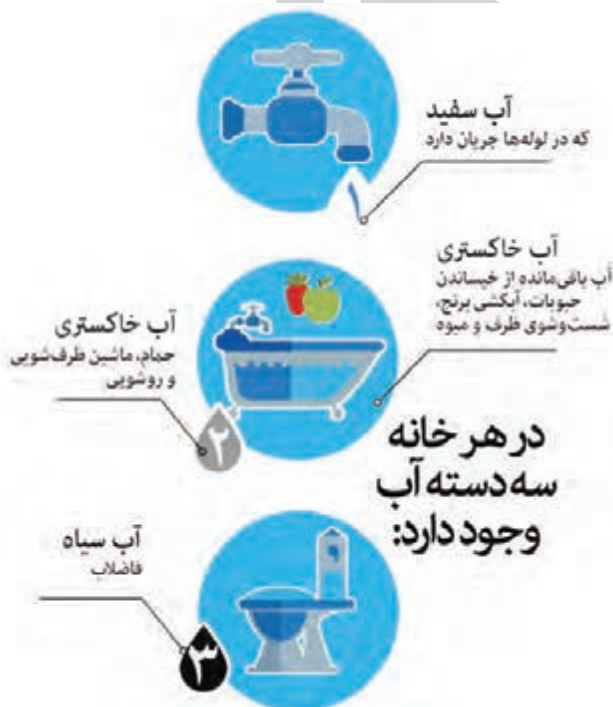 آب سفید
که در لوله‌ها جریان دارد
۱
آب خاکستری
آب باقی‌مانده از خیساندن
حبوبات، آبکشی برنج،
شست‌وشوی ظرف و میوه
آب خاکستری
حمام، ماشین ظرف‌شویی
و روشویی
۲
در هر خانه
سه دسته آب
وجود دارد:
آب سیاه
فاضلاب
۳